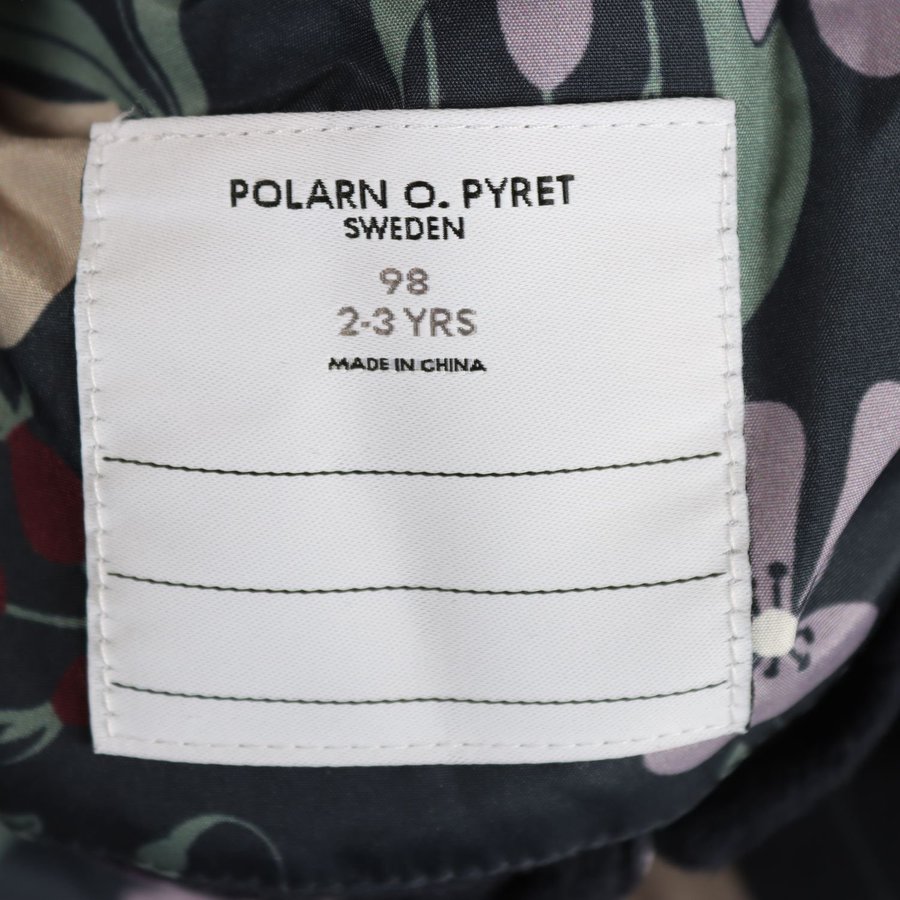 POLARN O. PYRET
SWEDEN
98
2-3 YRS
MADE IN CHINA